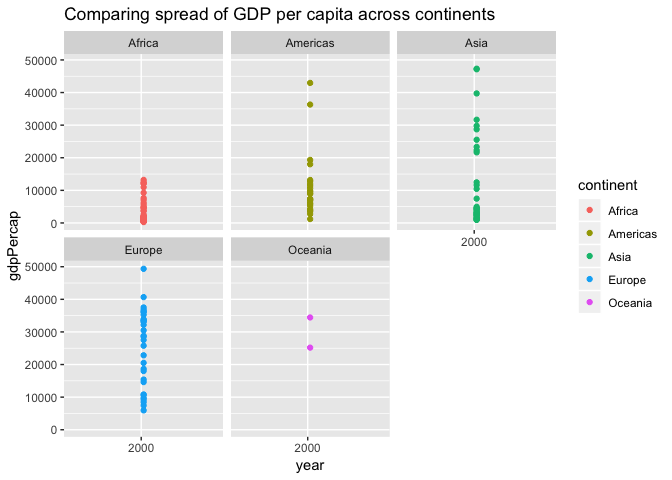 Comparing spread of GDP per capita across continents
Africa
Americas
Asia
50000
40000
30000
20000
10000
0
2000
Europe
Oceania
50000
40000
30000
20000
10000
0
2000
2000
year
gdpPercap
continent
Africa
Americas
Asia
Europe
Oceania